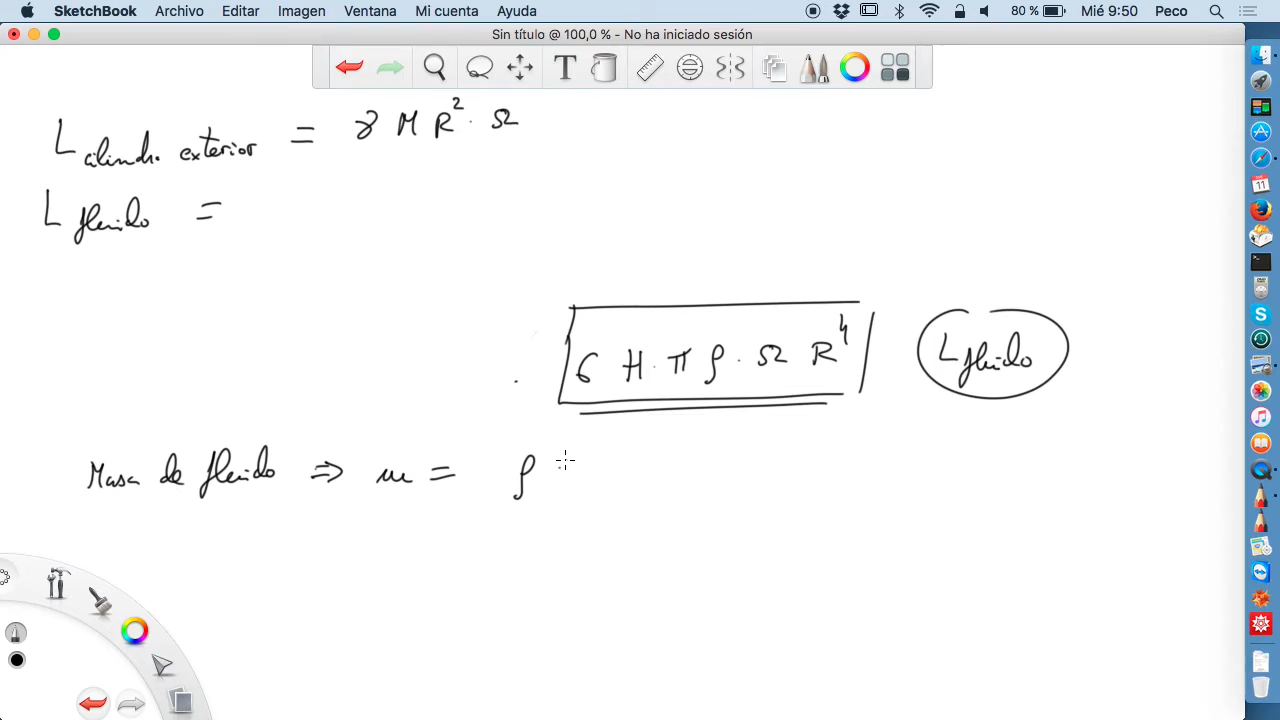 SketchBook Archivo Editar Imagen Ventana Mi cuenta Ayuda 80 % Mié 9:50 Peco
Sin título @ 100,0 % - No ha iniciado sesión
L cilindro exterior = 8 M R² · Ω
L fluido =
6 H · π ρ · Ω R⁴ L fluido
Masa de fluido ⇒ m = ρ